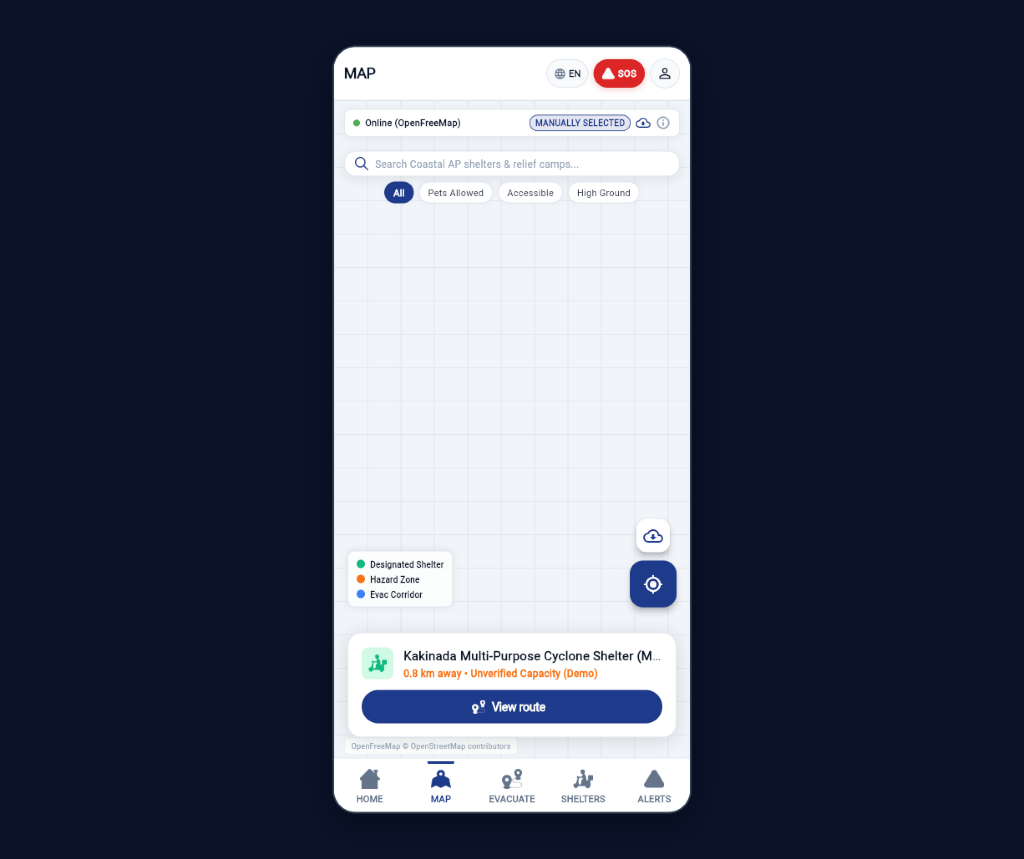 MAP
EN
SOS
Online (OpenFreeMap)
MANUALLY SELECTED
Search Coastal AP shelters & relief camps...
All
Pets Allowed
Accessible
High Ground
Designated Shelter
Hazard Zone
Evac Corridor
Kakinada Multi-Purpose Cyclone Shelter (M...
0.8 km away • Unverified Capacity (Demo)
View route
OpenFreeMap © OpenStreetMap contributors
HOME
MAP
EVACUATE
SHELTERS
ALERTS